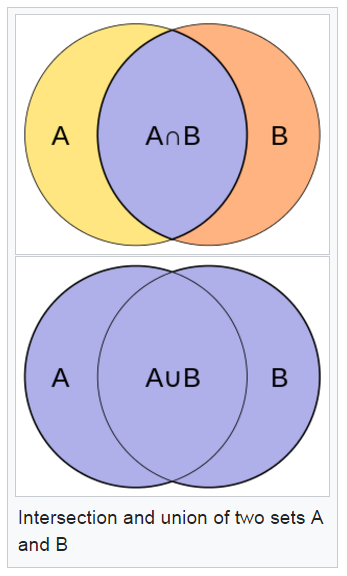 A A∩B B
A A∪B B
Intersection and union of two sets A
and B